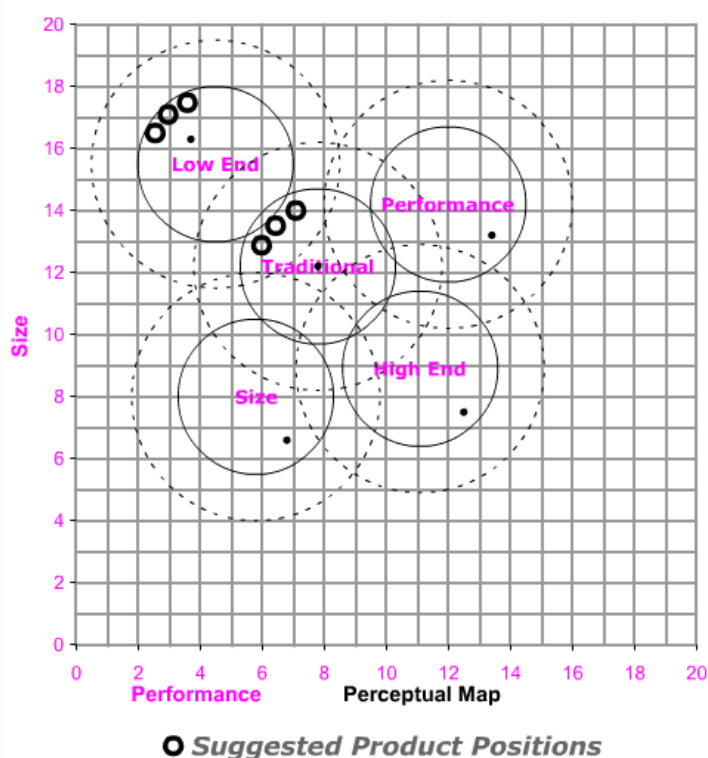 20
18
16
14
12
10
8
6
4
2
0
Size
Low End
Performance
Traditional
High End
Size
0 2 4 6 8 10 12 14 16 18 20
Performance Perceptual Map
Suggested Product Positions